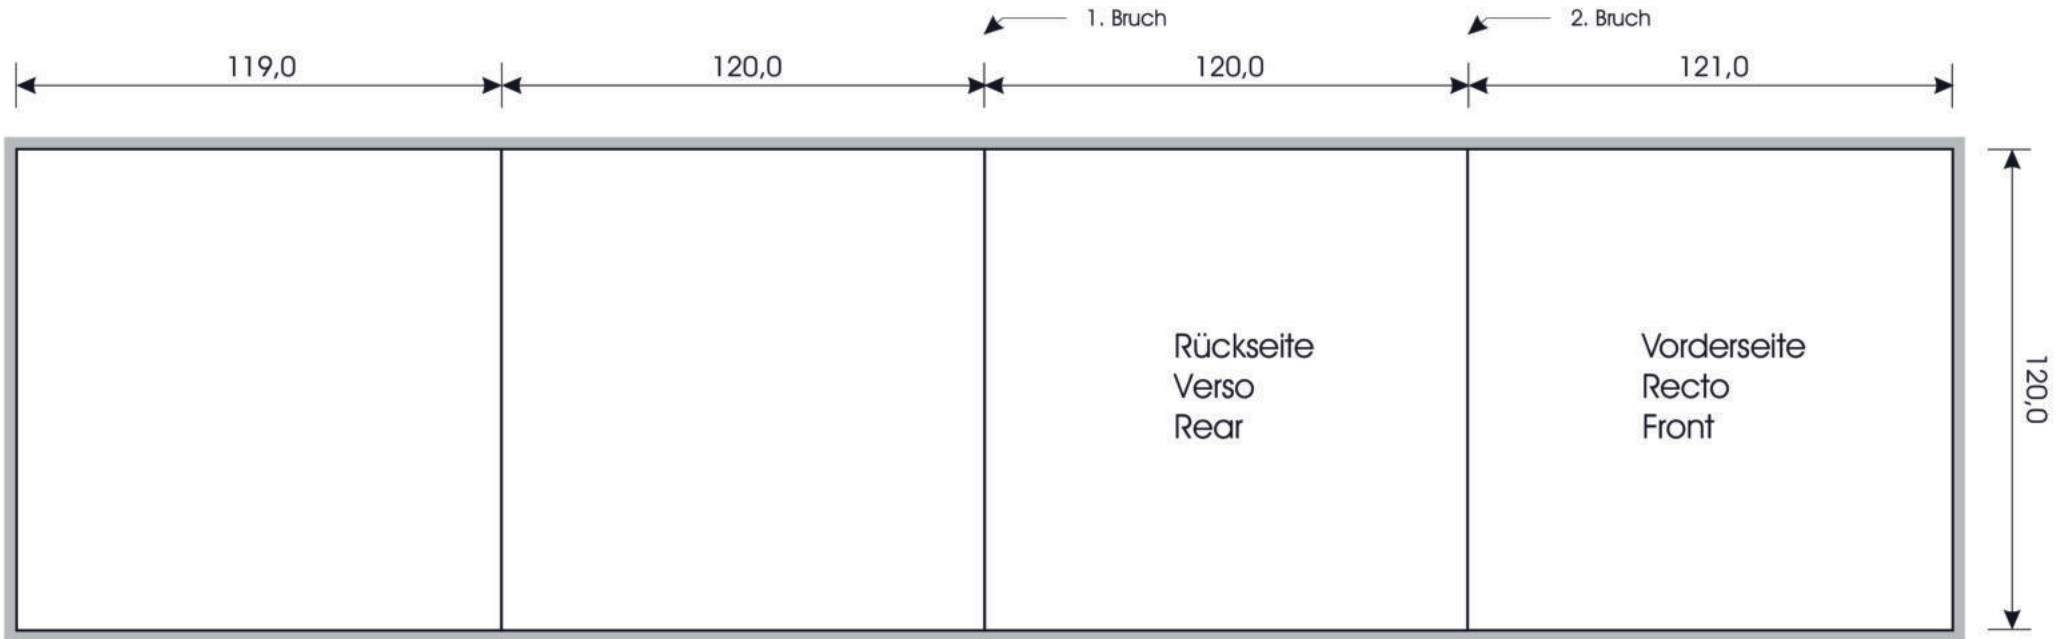 1. Bruch
2. Bruch
119,0
120,0
120,0
121,0
Rückseite
Verso
Rear
Vorderseite
Recto
Front
120,0